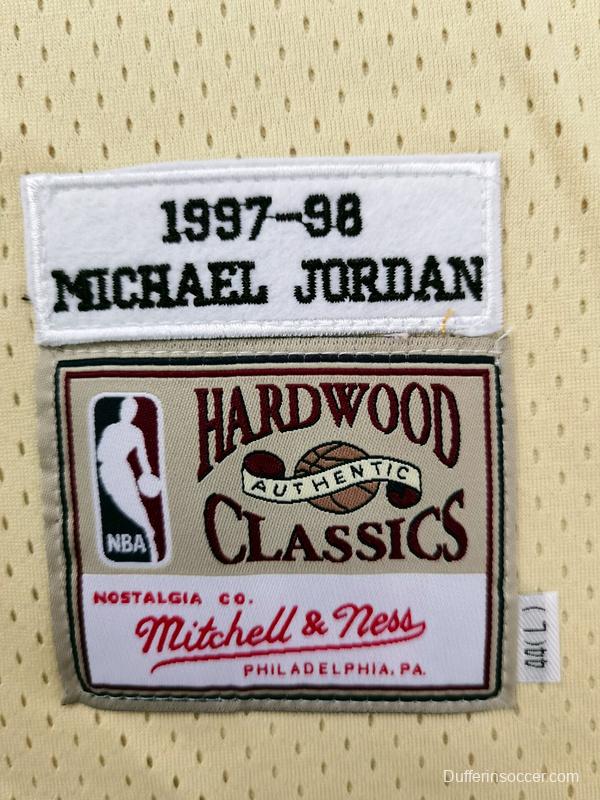 1997-98
MICHAEL JORDAN
HARDWOOD
AUTHENTIC
CLASSICS
NBA
NOSTALGIA CO.
Mitchell & Ness
PHILADELPHIA, PA.
44(L)
Dufferinsoccer.com